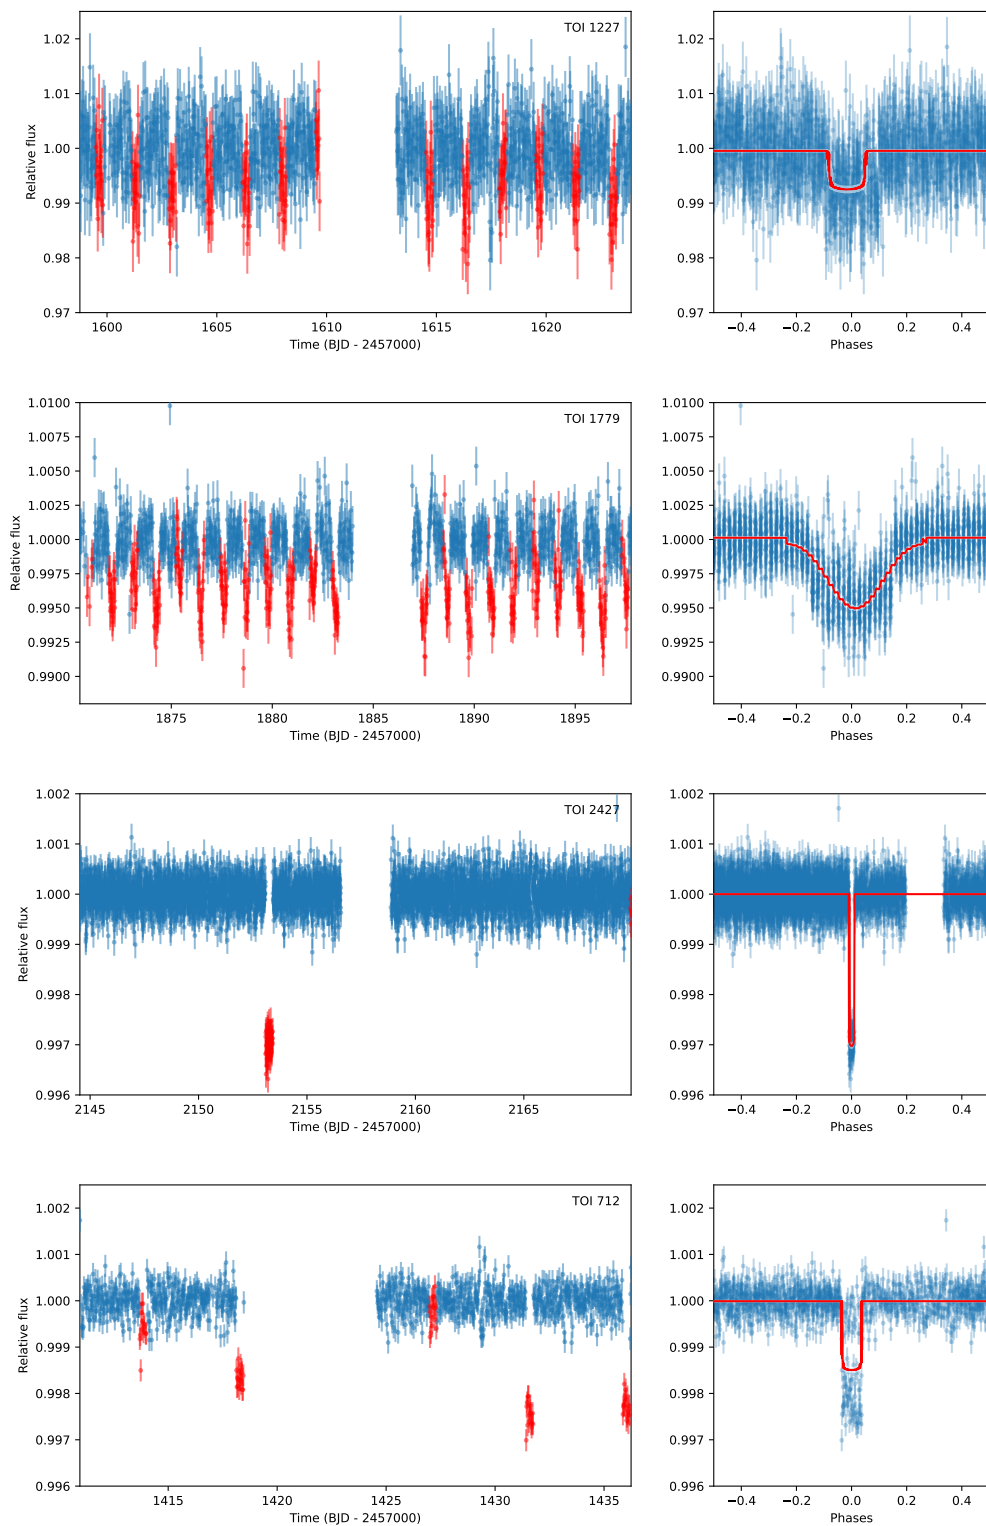 TOI 1227
1.02
1.01
1.00
0.99
0.98
0.97
Relative flux
1600 1605 1610 1615 1620
Time (BJD - 2457000)
1.02
1.01
1.00
0.99
0.98
0.97
−0.4 −0.2 0.0 0.2 0.4
Phases
TOI 1779
1.0100
1.0075
1.0050
1.0025
1.0000
0.9975
0.9950
0.9925
0.9900
Relative flux
1875 1880 1885 1890 1895
Time (BJD - 2457000)
1.0100
1.0075
1.0050
1.0025
1.0000
0.9975
0.9950
0.9925
0.9900
−0.4 −0.2 0.0 0.2 0.4
Phases
TOI 2427
1.002
1.001
1.000
0.999
0.998
0.997
0.996
Relative flux
2145 2150 2155 2160 2165
Time (BJD - 2457000)
1.002
1.001
1.000
0.999
0.998
0.997
0.996
−0.4 −0.2 0.0 0.2 0.4
Phases
TOI 712
1.002
1.001
1.000
0.999
0.998
0.997
0.996
Relative flux
1415 1420 1425 1430 1435
Time (BJD - 2457000)
1.002
1.001
1.000
0.999
0.998
0.997
0.996
−0.4 −0.2 0.0 0.2 0.4
Phases